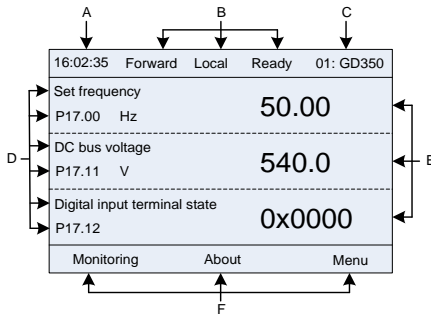 A B C
16:02:35 Forward Local Ready 01: GD350
Set frequency
P17.00 Hz 50.00
DC bus voltage
D P17.11 V 540.0 E
Digital input terminal state
P17.12 0x0000
Monitoring About Menu
F